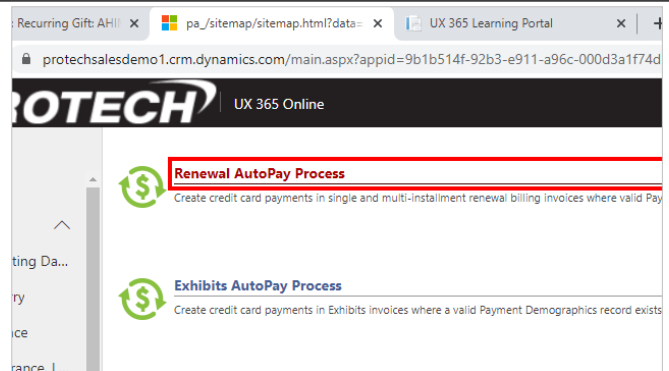 Recurring Gift: AHI
pa_/sitemap/sitemap.html?data=
UX 365 Learning Portal
protechsalesdemo1.crm.dynamics.com/main.aspx?appid=9b1b514f-92b3-e911-a96c-000d3a1f74d
ROTECH
UX 365 Online
Renewal AutoPay Process
Create credit card payments in single and multi-installment renewal billing invoices where valid Pay
ting Da...
Exhibits AutoPay Process
ry
Create credit card payments in Exhibits invoices where a valid Payment Demographics record exists
ice
rance, I